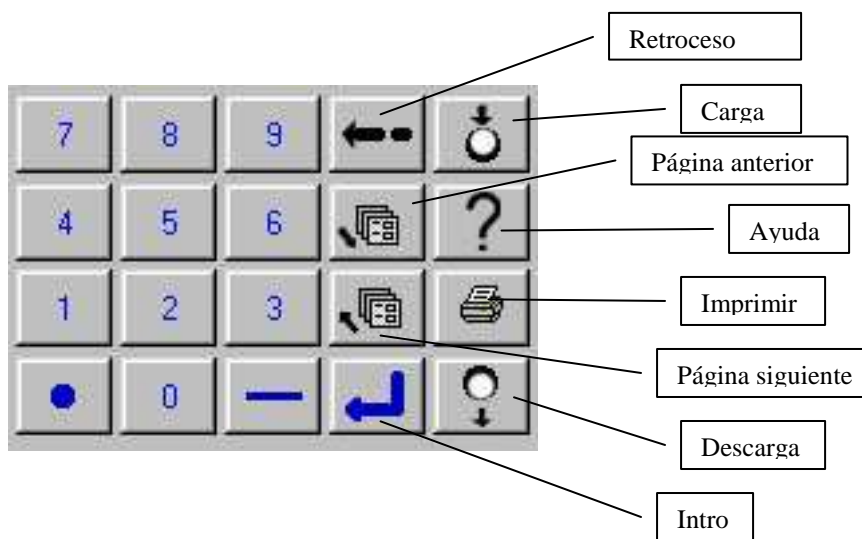 Retroceso
7 8 9
Carga
Página anterior
4 5 6 ?
Ayuda
1 2 3
Imprimir
Página siguiente
0
Descarga
Intro